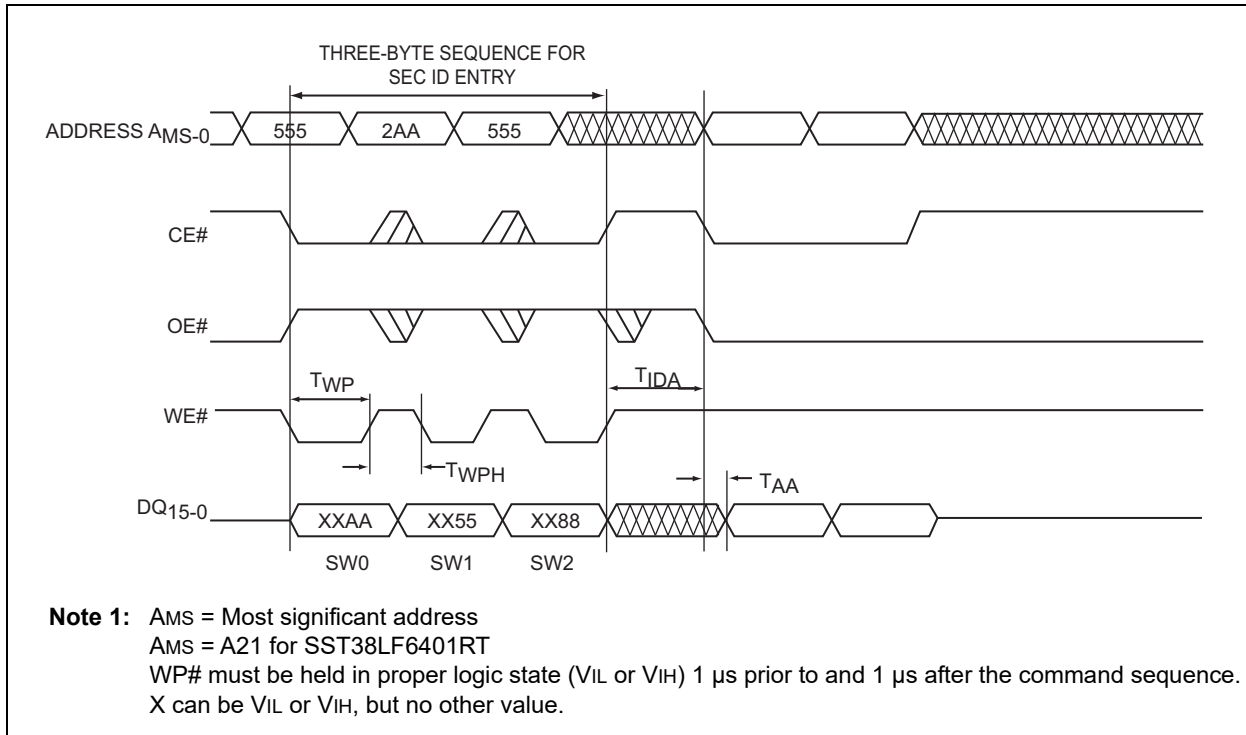 THREE-BYTE SEQUENCE FOR
SEC ID ENTRY
ADDRESS AMS-0
555
2AA
555
CE#
OE#
TWP
TIDA
WE#
TWPH
TAA
DQ15-0
XXAA
XX55
XX88
SW0
SW1
SW2
Note 1: AMS = Most significant address
AMS = A21 for SST38LF6401RT
WP# must be held in proper logic state (VIL or VIH) 1 µs prior to and 1 µs after the command sequence.
X can be VIL or VIH, but no other value.